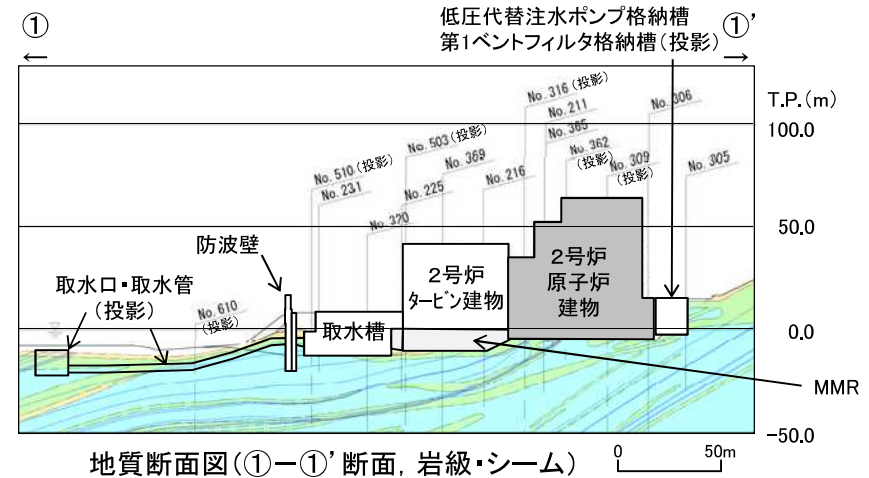 低圧代替注水ポンプ格納槽
第1ベントフィルタ格納槽(投影)
①
①’
←
→
T.P.(m)
No. 316 (投影)
No. 211
No. 365
No. 362
(投影)
No. 306
No. 309
(投影)
No. 305
100.0
No. 503 (投影)
No. 369
No. 510 (投影)
No. 231
No. 225
No. 216
No. 320
50.0
防波壁
2号炉
タービン建物
2号炉
原子炉
建物
取水口・取水管
(投影)
No. 610
(投影)
取水槽
0.0
MMR
-50.0
地質断面図(①-①’断面, 岩級・シーム)
0
50m